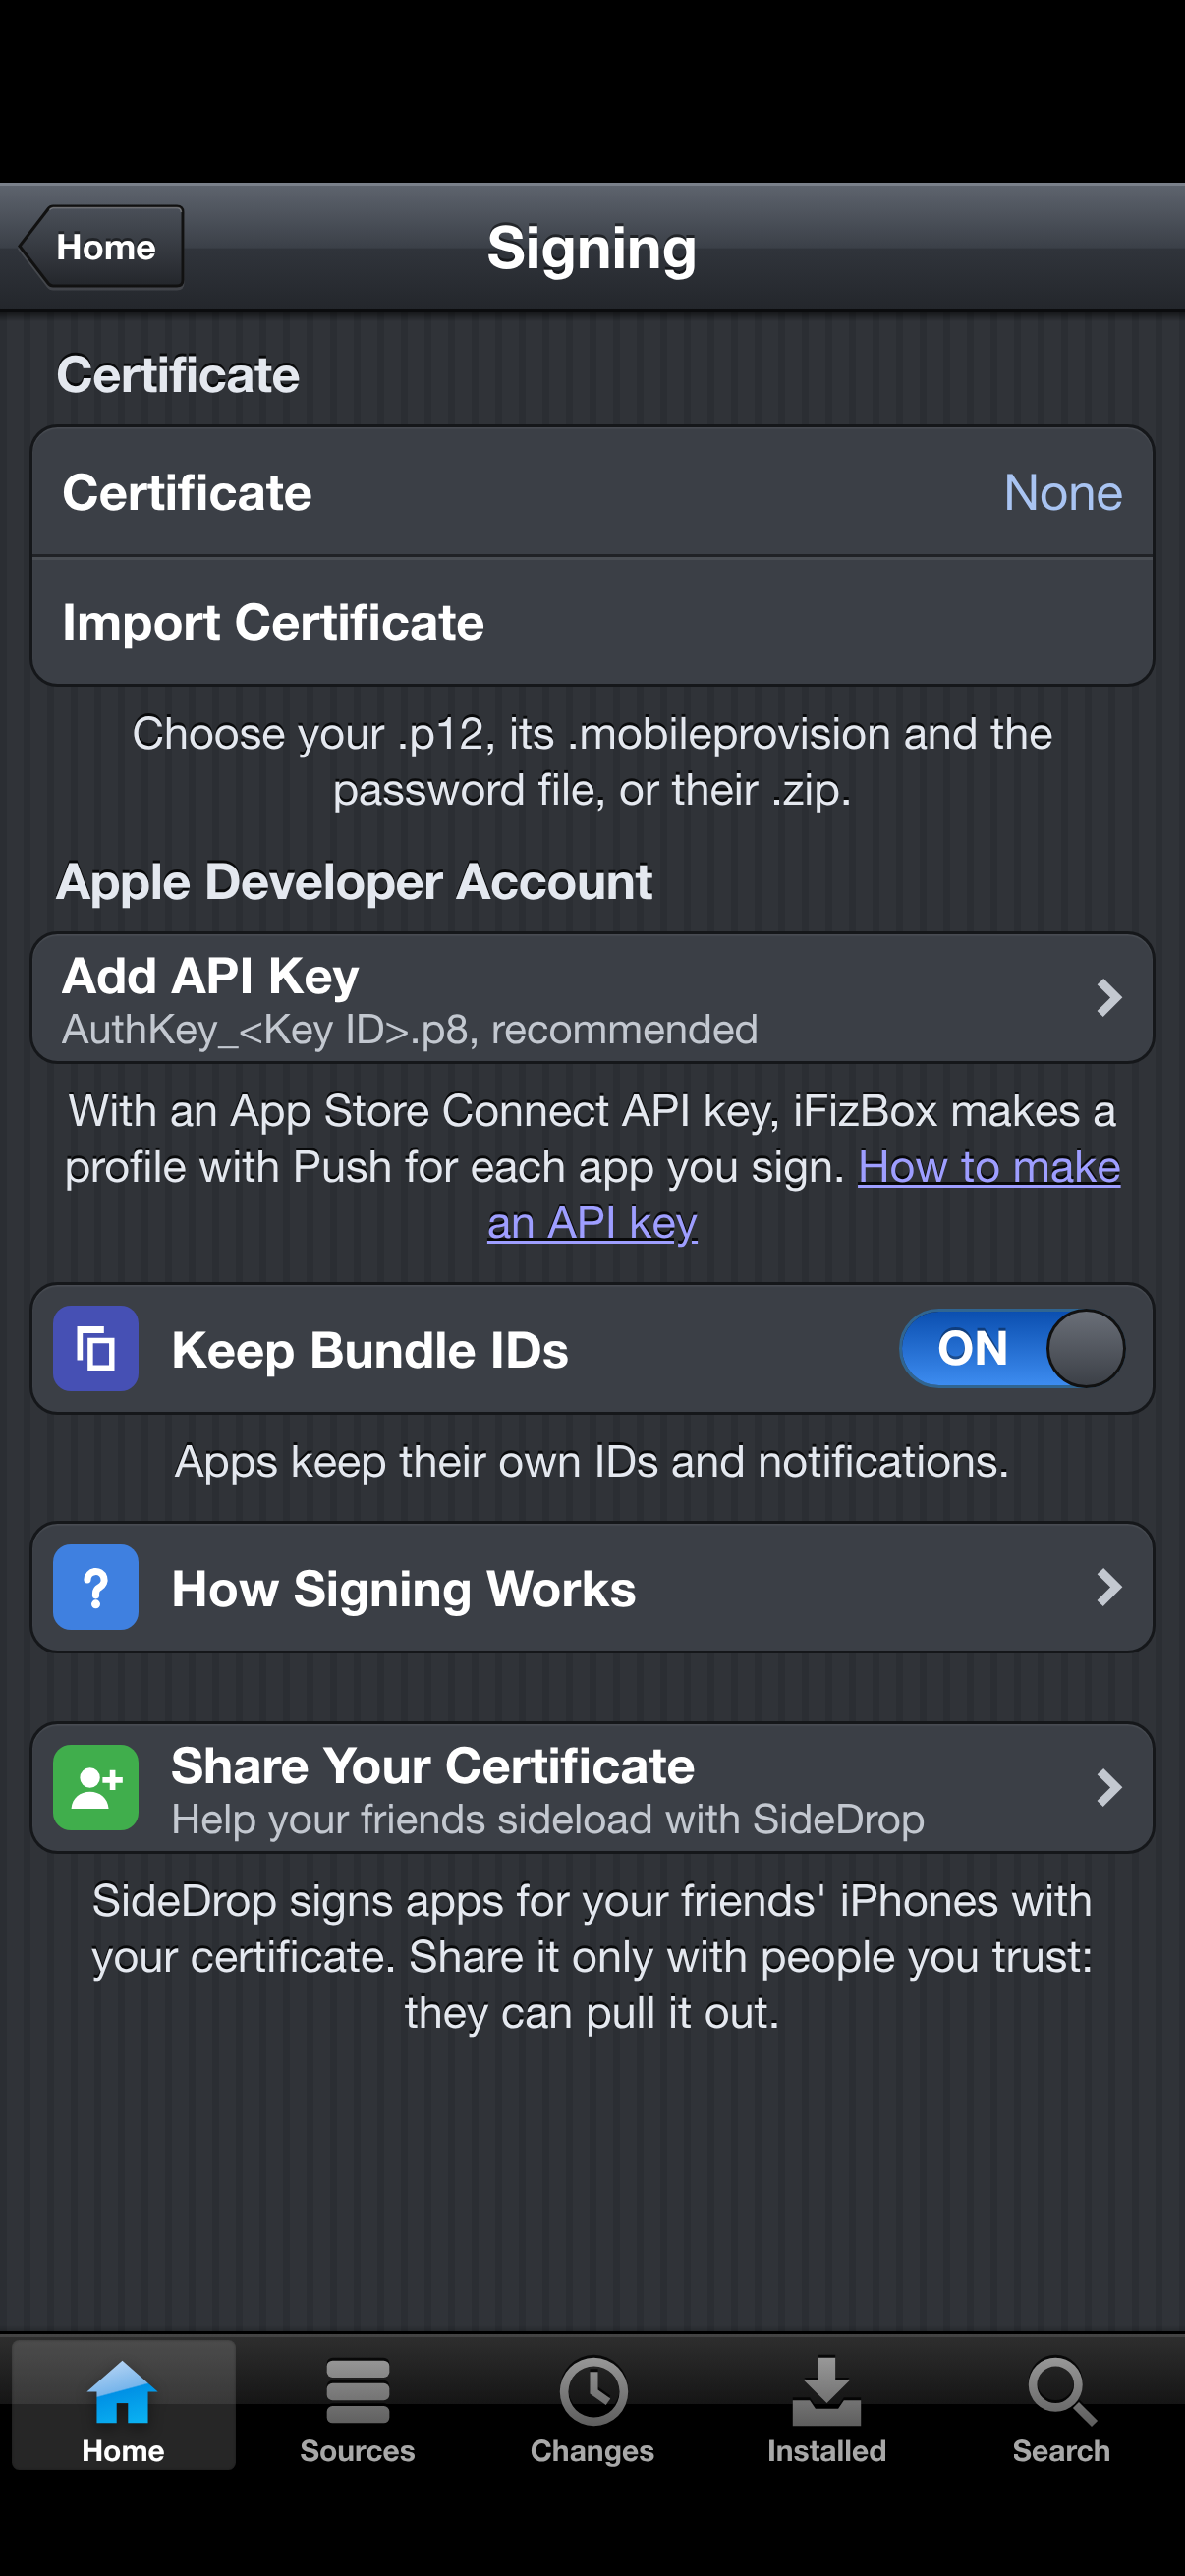 Home
Signing
Certificate
Certificate
None
Import Certificate
Choose your .p12, its .mobileprovision and the
password file, or their .zip.
Apple Developer Account
Add API Key
AuthKey_<Key ID>.p8, recommended
With an App Store Connect API key, iFizBox makes a
profile with Push for each app you sign. How to make
an API key
Keep Bundle IDs
ON
Apps keep their own IDs and notifications.
?
How Signing Works
Share Your Certificate
Help your friends sideload with SideDrop
SideDrop signs apps for your friends' iPhones with
your certificate. Share it only with people you trust:
they can pull it out.
Home
Sources
Changes
Installed
Search